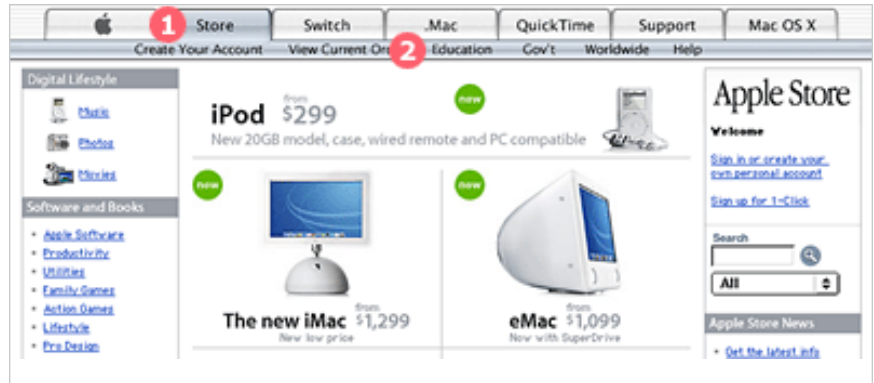 1 Store Switch .Mac QuickTime Support Mac OS X
Create Your Account View Current Or 2 Education Gov't Worldwide Help
Digital Lifestyle
Music
Photos
Movies
Software and Books
Apple Software
Productivity
Utilities
Family Games
Action Games
Lifestyle
Pro Design
iPod from $299
new
New 20GB model, case, wired remote and PC compatible
new
The new iMac from $1,299
New low price
new
eMac from $1,099
Now with SuperDrive
Apple Store
Welcome
Sign in or create your
own personal account
Sign up for 1-Click
Search
All
Apple Store News
Get the latest info